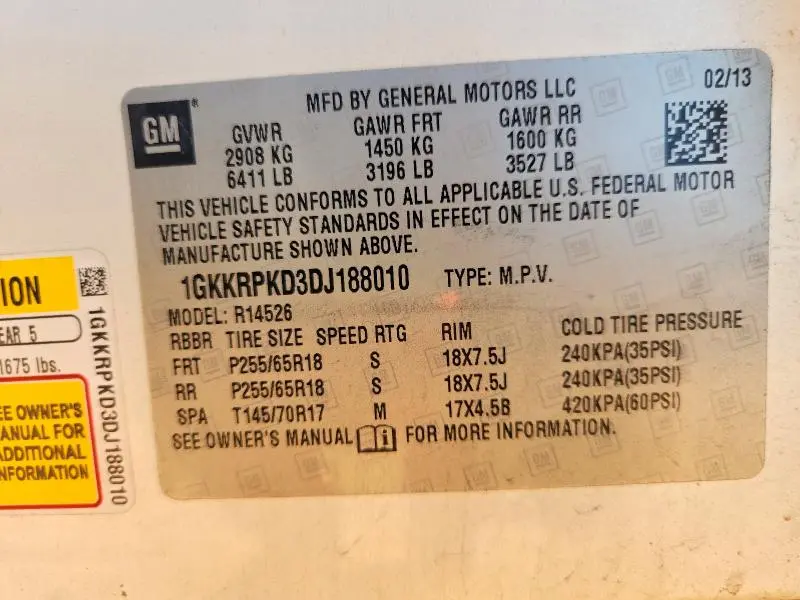 MFD BY GENERAL MOTORS LLC
02/13
GM
®
GVWR GAWR FRT GAWR RR
2908 KG 1450 KG 1600 KG
6411 LB 3196 LB 3527 LB
THIS VEHICLE CONFORMS TO ALL APPLICABLE U.S. FEDERAL MOTOR
VEHICLE SAFETY STANDARDS IN EFFECT ON THE DATE OF
MANUFACTURE SHOWN ABOVE.
1GKKRPKD3DJ188010 TYPE: M.P.V.
MODEL: R14526
RBBR TIRE SIZE SPEED RTG RIM COLD TIRE PRESSURE
FRT P255/65R18 S 18X7.5J 240KPA(35PSI)
RR P255/65R18 S 18X7.5J 240KPA(35PSI)
SPA T145/70R17 M 17X4.5B 420KPA(60PSI)
SEE OWNER'S MANUAL FOR MORE INFORMATION.
ION
EAR 5
1675 lbs.
EE OWNER'S
ANUAL FOR
ADDITIONAL
NFORMATION
1GKKRPKD3DJ188010